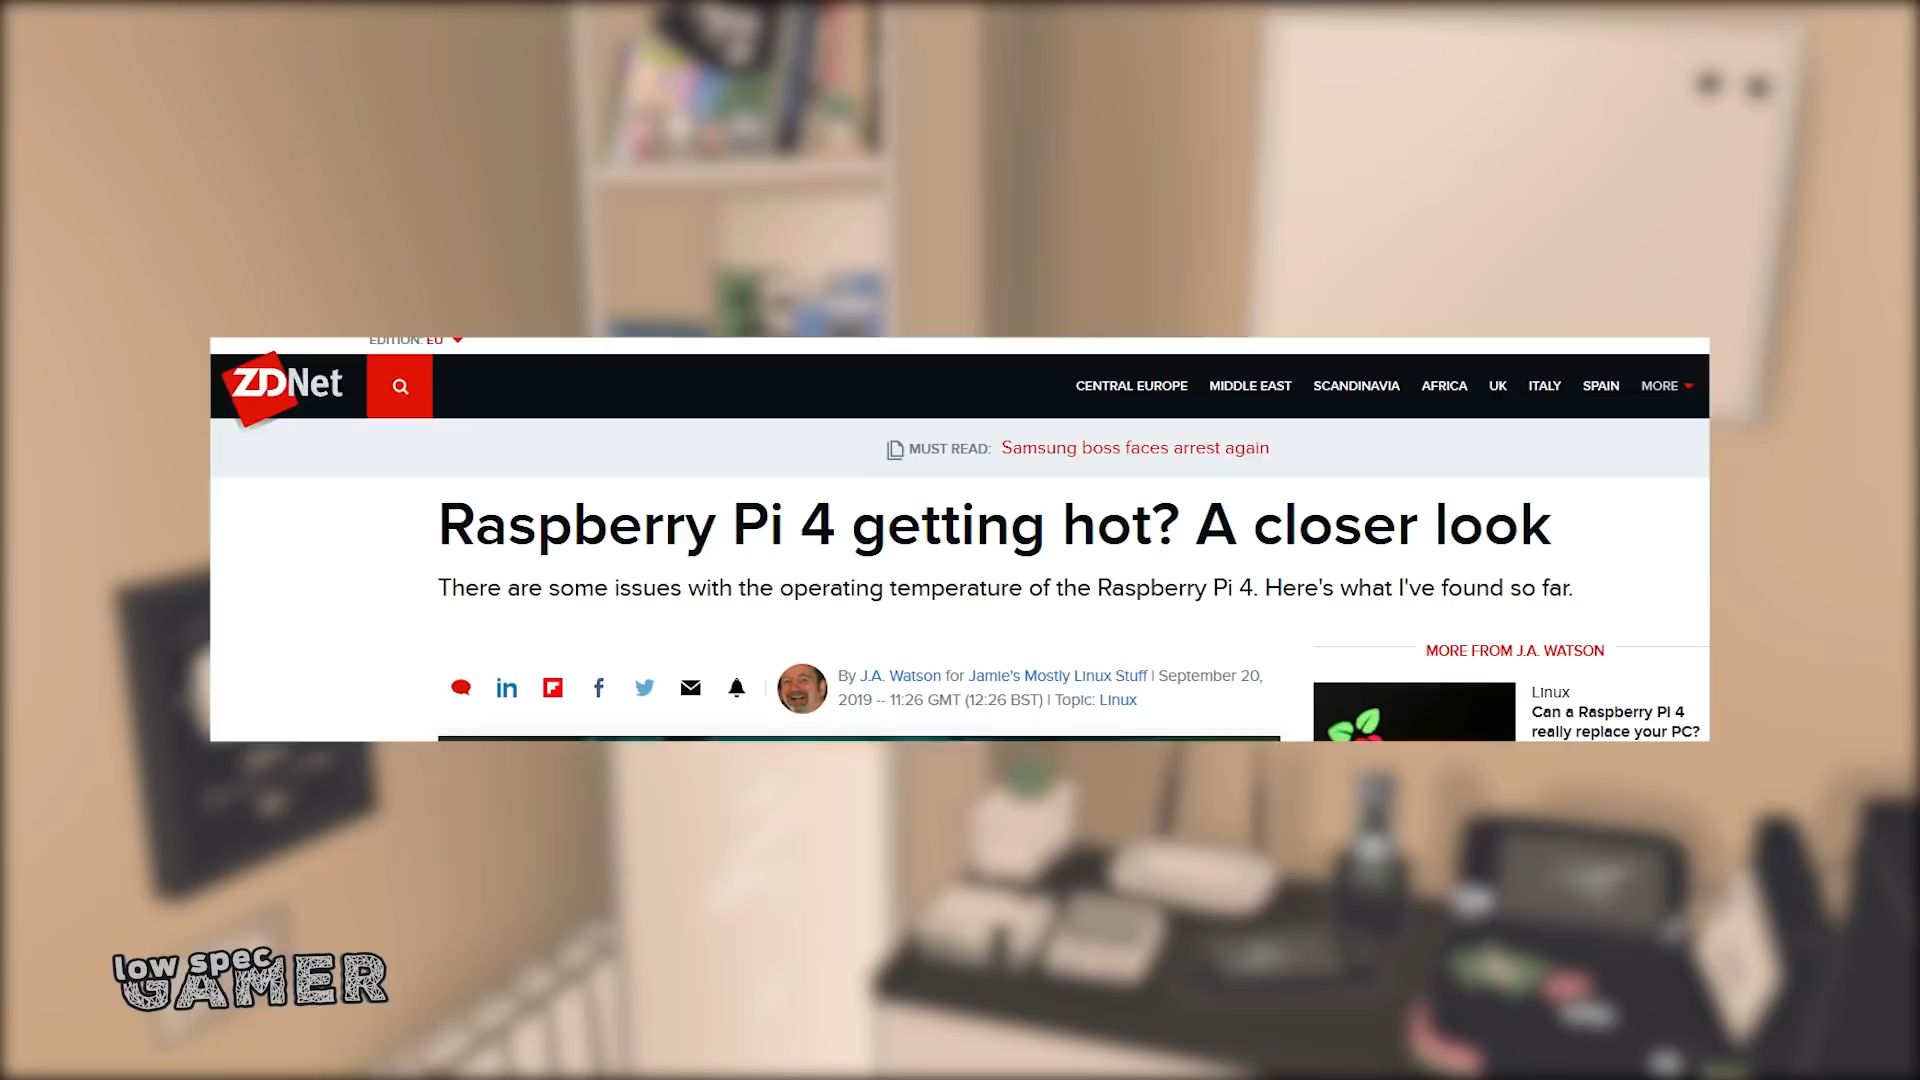 EDITION: EU
ZDNet
CENTRAL EUROPE MIDDLE EAST SCANDINAVIA AFRICA UK ITALY SPAIN MORE
MUST READ: Samsung boss faces arrest again
Raspberry Pi 4 getting hot? A closer look
There are some issues with the operating temperature of the Raspberry Pi 4. Here's what I've found so far.
MORE FROM J.A. WATSON
in f
By J.A. Watson for Jamie's Mostly Linux Stuff | September 20,
2019 -- 11:26 GMT (12:26 BST) | Topic: Linux
Linux
Can a Raspberry Pi 4
really replace your PC?
low spec
GAMER